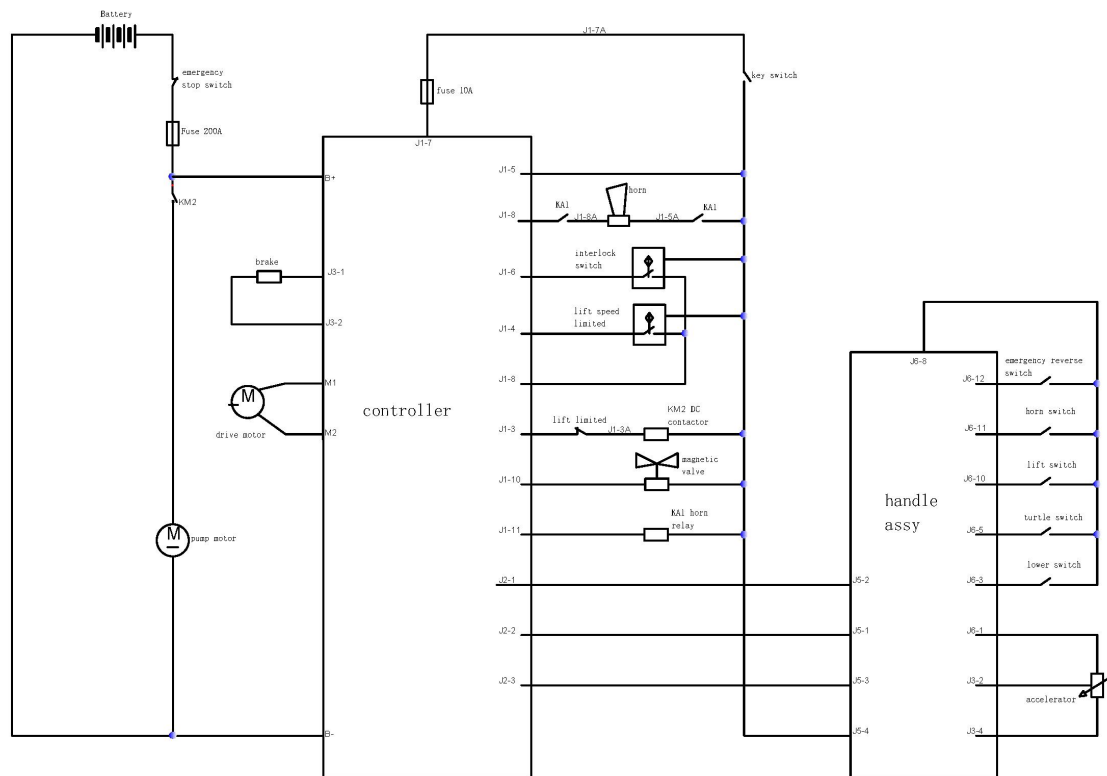 Battery
J1-7A
emergency
stop switch
key switch
fuse 10A
Fuse 200A
J1-7
J1-5
B+
horn
KM2
KA1
J1-8
J1-8A
J1-5A
KA1
interlock
switch
brake
J3-1
J1-6
lift speed
limited
J3-2
J1-4
J6-8
emergency reverse
switch
M1
J1-8
J6-12
M
controller
KM2 DC
contactor
horn switch
drive motor
M2
J1-3
lift limited
J1-3A
J6-11
magnetic
valve
lift switch
J1-10
J6-10
handle
assy
KA1 horn
relay
turtle switch
M
pump motor
J1-11
J6-5
lower switch
J2-1
J5-2
J6-3
J2-2
J5-1
J6-1
J2-3
J5-3
J3-2
accelerator
B-
J5-4
J3-4